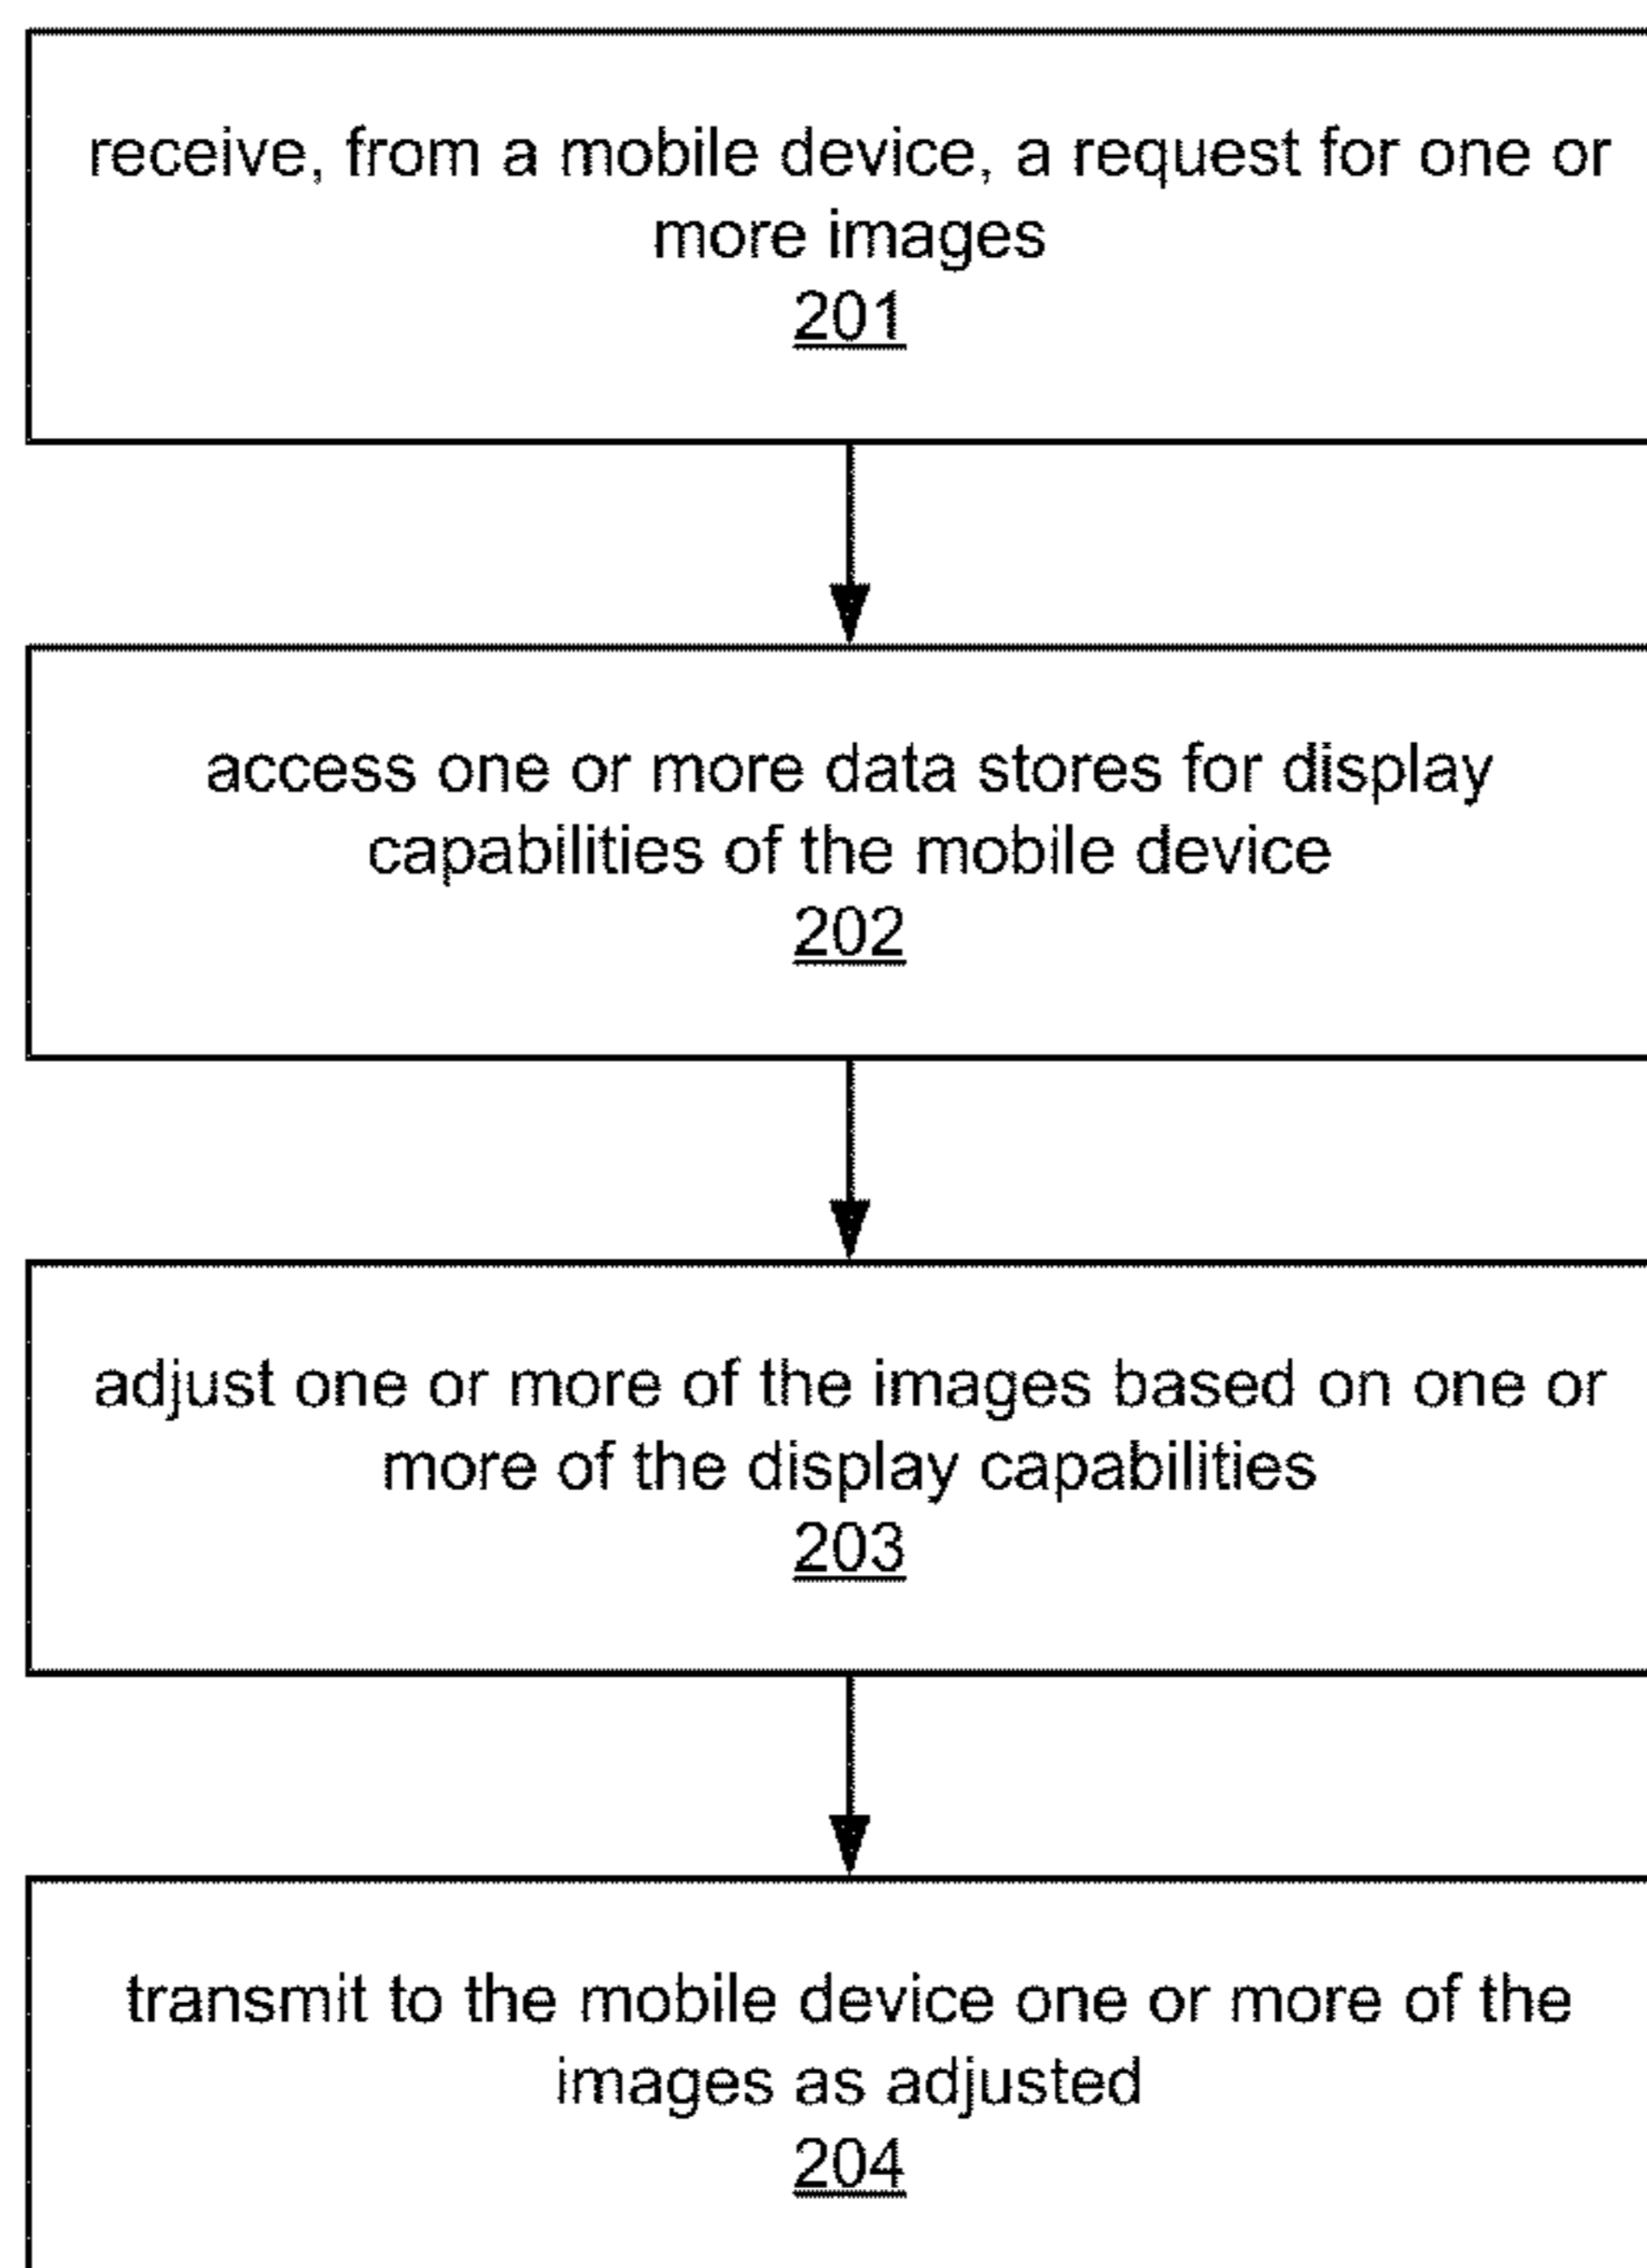 receive, from a mobile device, a request for one or
more images
201
access one or more data stores for display
capabilities of the mobile device
202
adjust one or more of the images based on one or
more of the display capabilities
203
transmit to the mobile device one or more of the
images as adjusted
204